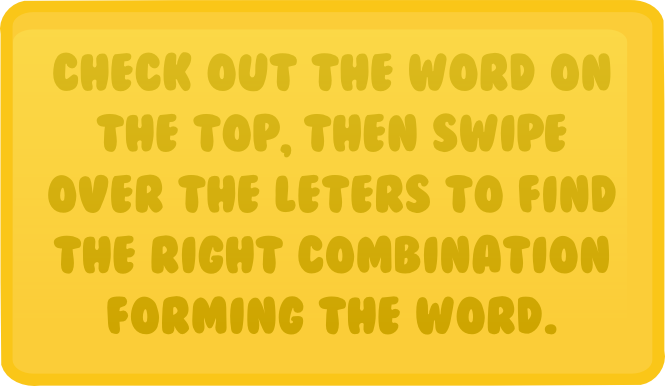 CHECK OUT THE WORD ON
THE TOP, THEN SWIPE
OVER THE LETERS TO FIND
THE RIGHT COMBINATION
FORMING THE WORD.